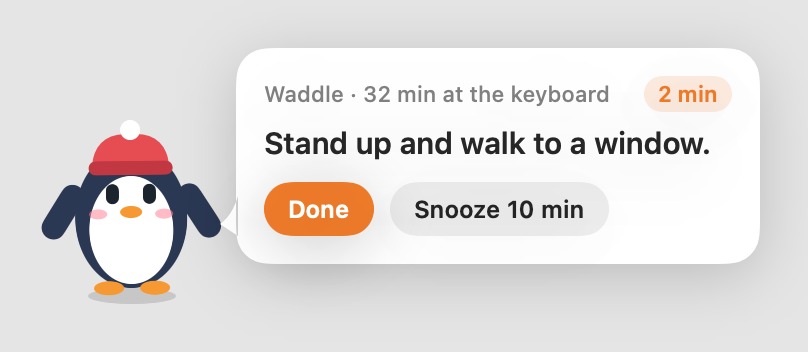 Waddle · 32 min at the keyboard 2 min
Stand up and walk to a window.
Done Snooze 10 min